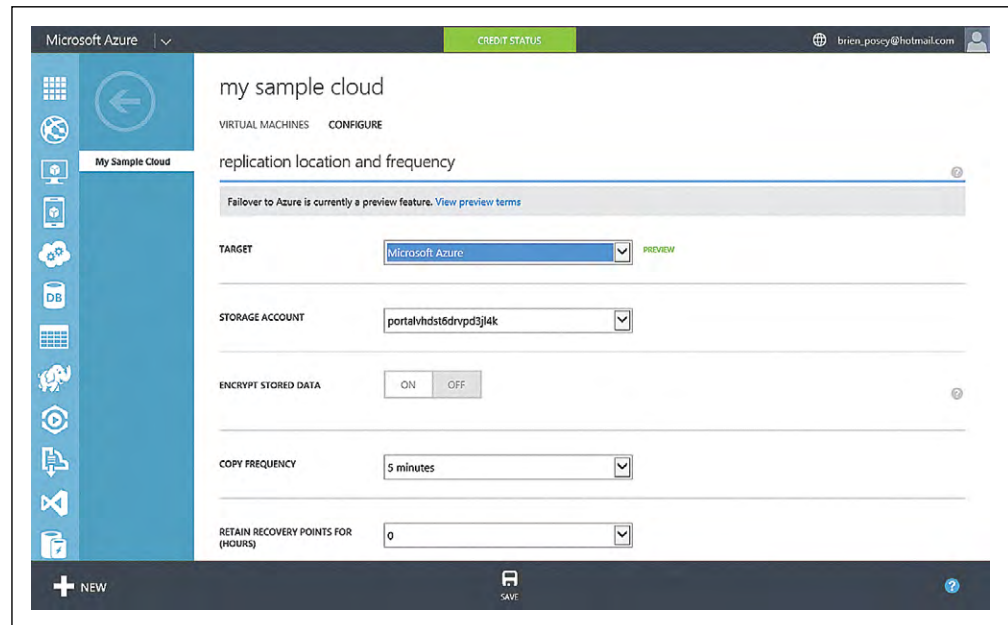 Microsoft Azure
CREDIT STATUS
brien_posey@hotmail.com
My Sample Cloud
DB
my sample cloud
VIRTUAL MACHINES CONFIGURE
replication location and frequency
?
Failover to Azure is currently a preview feature. View preview terms
TARGET Microsoft Azure PREVIEW
STORAGE ACCOUNT portalvhdst6drvpd3jl4k
ENCRYPT STORED DATA ON OFF ?
COPY FREQUENCY 5 minutes
RETAIN RECOVERY POINTS FOR 0
(HOURS)
NEW
SAVE
?